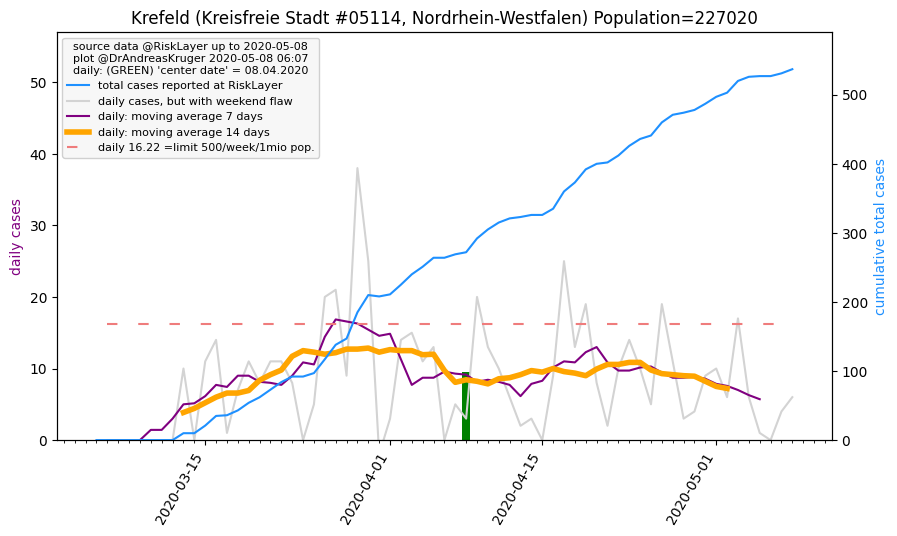 Krefeld (Kreisfreie Stadt #05114, Nordrhein-Westfalen) Population=227020
source data @RiskLayer up to 2020-05-08
plot @DrAndreasKruger 2020-05-08 06:07
daily: (GREEN) 'center date' = 08.04.2020
total cases reported at RiskLayer
daily cases, but with weekend flaw
daily: moving average 7 days
daily: moving average 14 days
daily 16.22 =limit 500/week/1mio pop.
daily cases
50
40
30
20
10
0
500
400
300
200
100
0
cumulative total cases
2020-03-15
2020-04-01
2020-04-15
2020-05-01